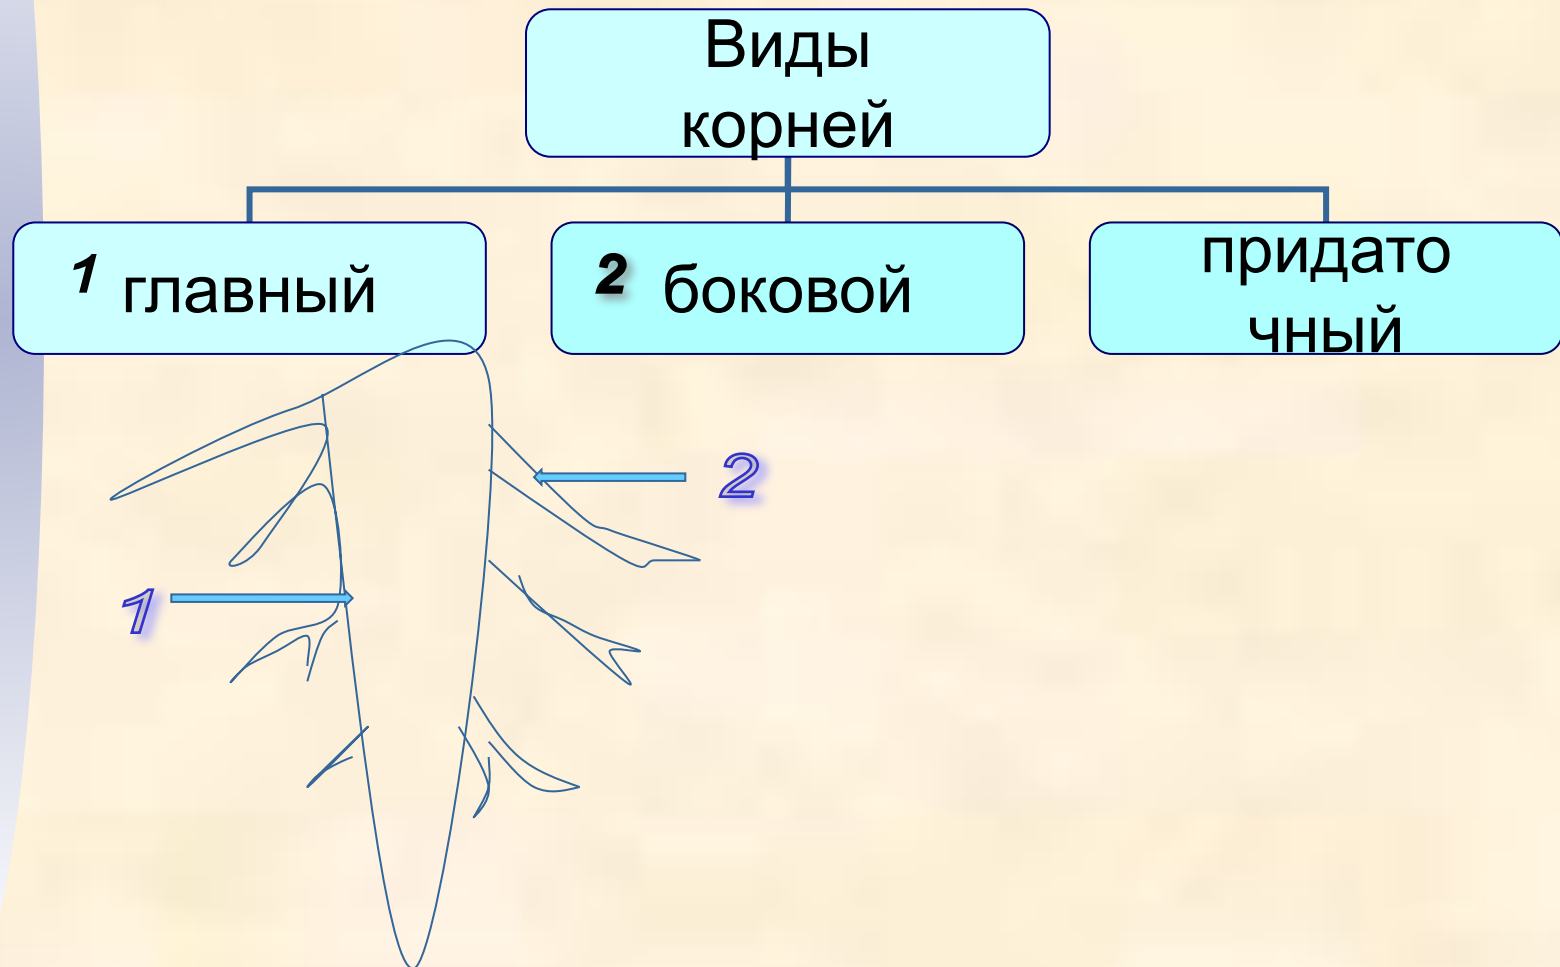 Виды
корней
1 главный
2 боковой
придато
чный
2
1